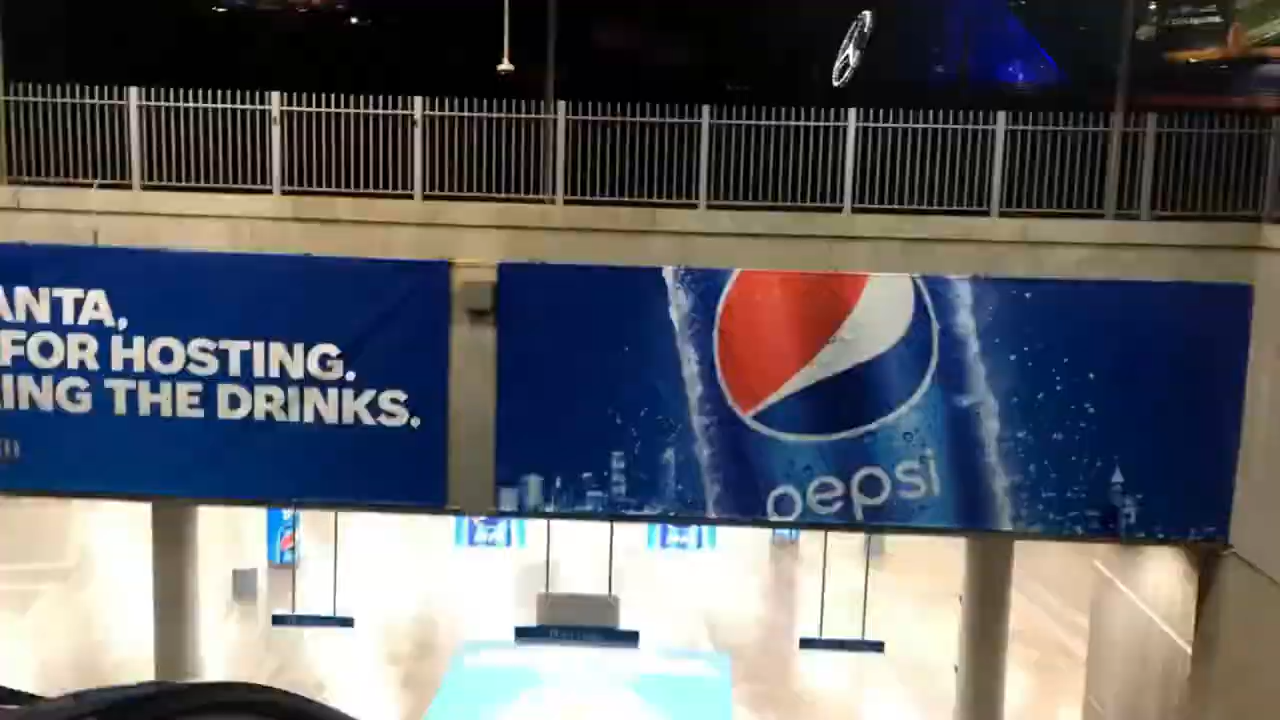 ANTA,
FOR HOSTING.
ING THE DRINKS.
pepsi